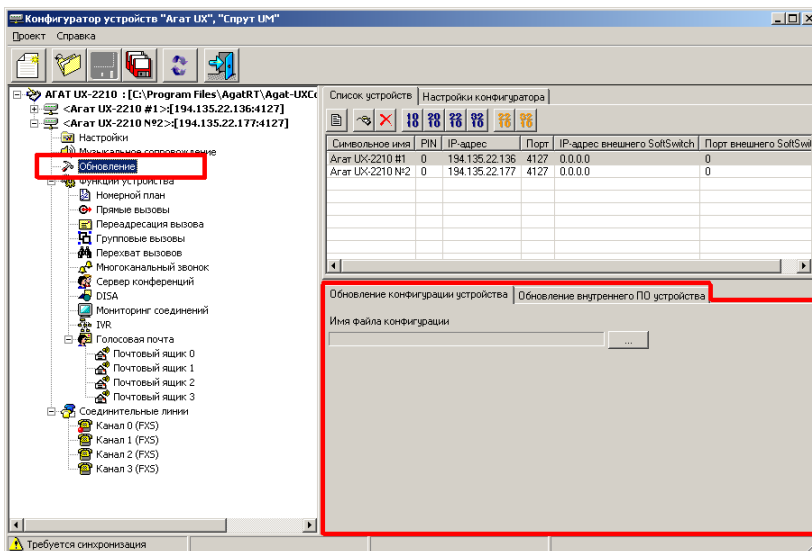 Конфигуратор устройств "Агат UX", "Спрут UM"
Проект Справка
АГАТ UX-2210 : [C:\Program Files\AgatRT\Agat-UXCo
<Агат UX-2210 #1>:[194.135.22.136:4127]
<Агат UX-2210 №2>:[194.135.22.177:4127]
Настройки
Музыкальное сопровождение
Обновление
Функции устройства
Номерной план
Прямые вызовы
Переадресация вызова
Групповые вызовы
Перехват вызовов
Многоканальный звонок
Сервер конференций
DISA
Мониторинг соединений
IVR
Голосовая почта
Почтовый ящик 0
Почтовый ящик 1
Почтовый ящик 2
Почтовый ящик 3
Соединительные линии
Канал 0 (FXS)
Канал 1 (FXS)
Канал 2 (FXS)
Канал 3 (FXS)
Список устройств Настройки конфигуратора
Символьное имя PIN IP-адрес Порт IP-адрес внешнего SoftSwitch Порт внешнего SoftSwi
Агат UX-2210 #1 0 194.135.22.136 4127 0.0.0.0 0
Агат UX-2210 №2 0 194.135.22.177 4127 0.0.0.0 0
Обновление конфигурации устройства Обновление внутреннего ПО устройства
Имя файла конфигурации
...
Требуется синхронизация